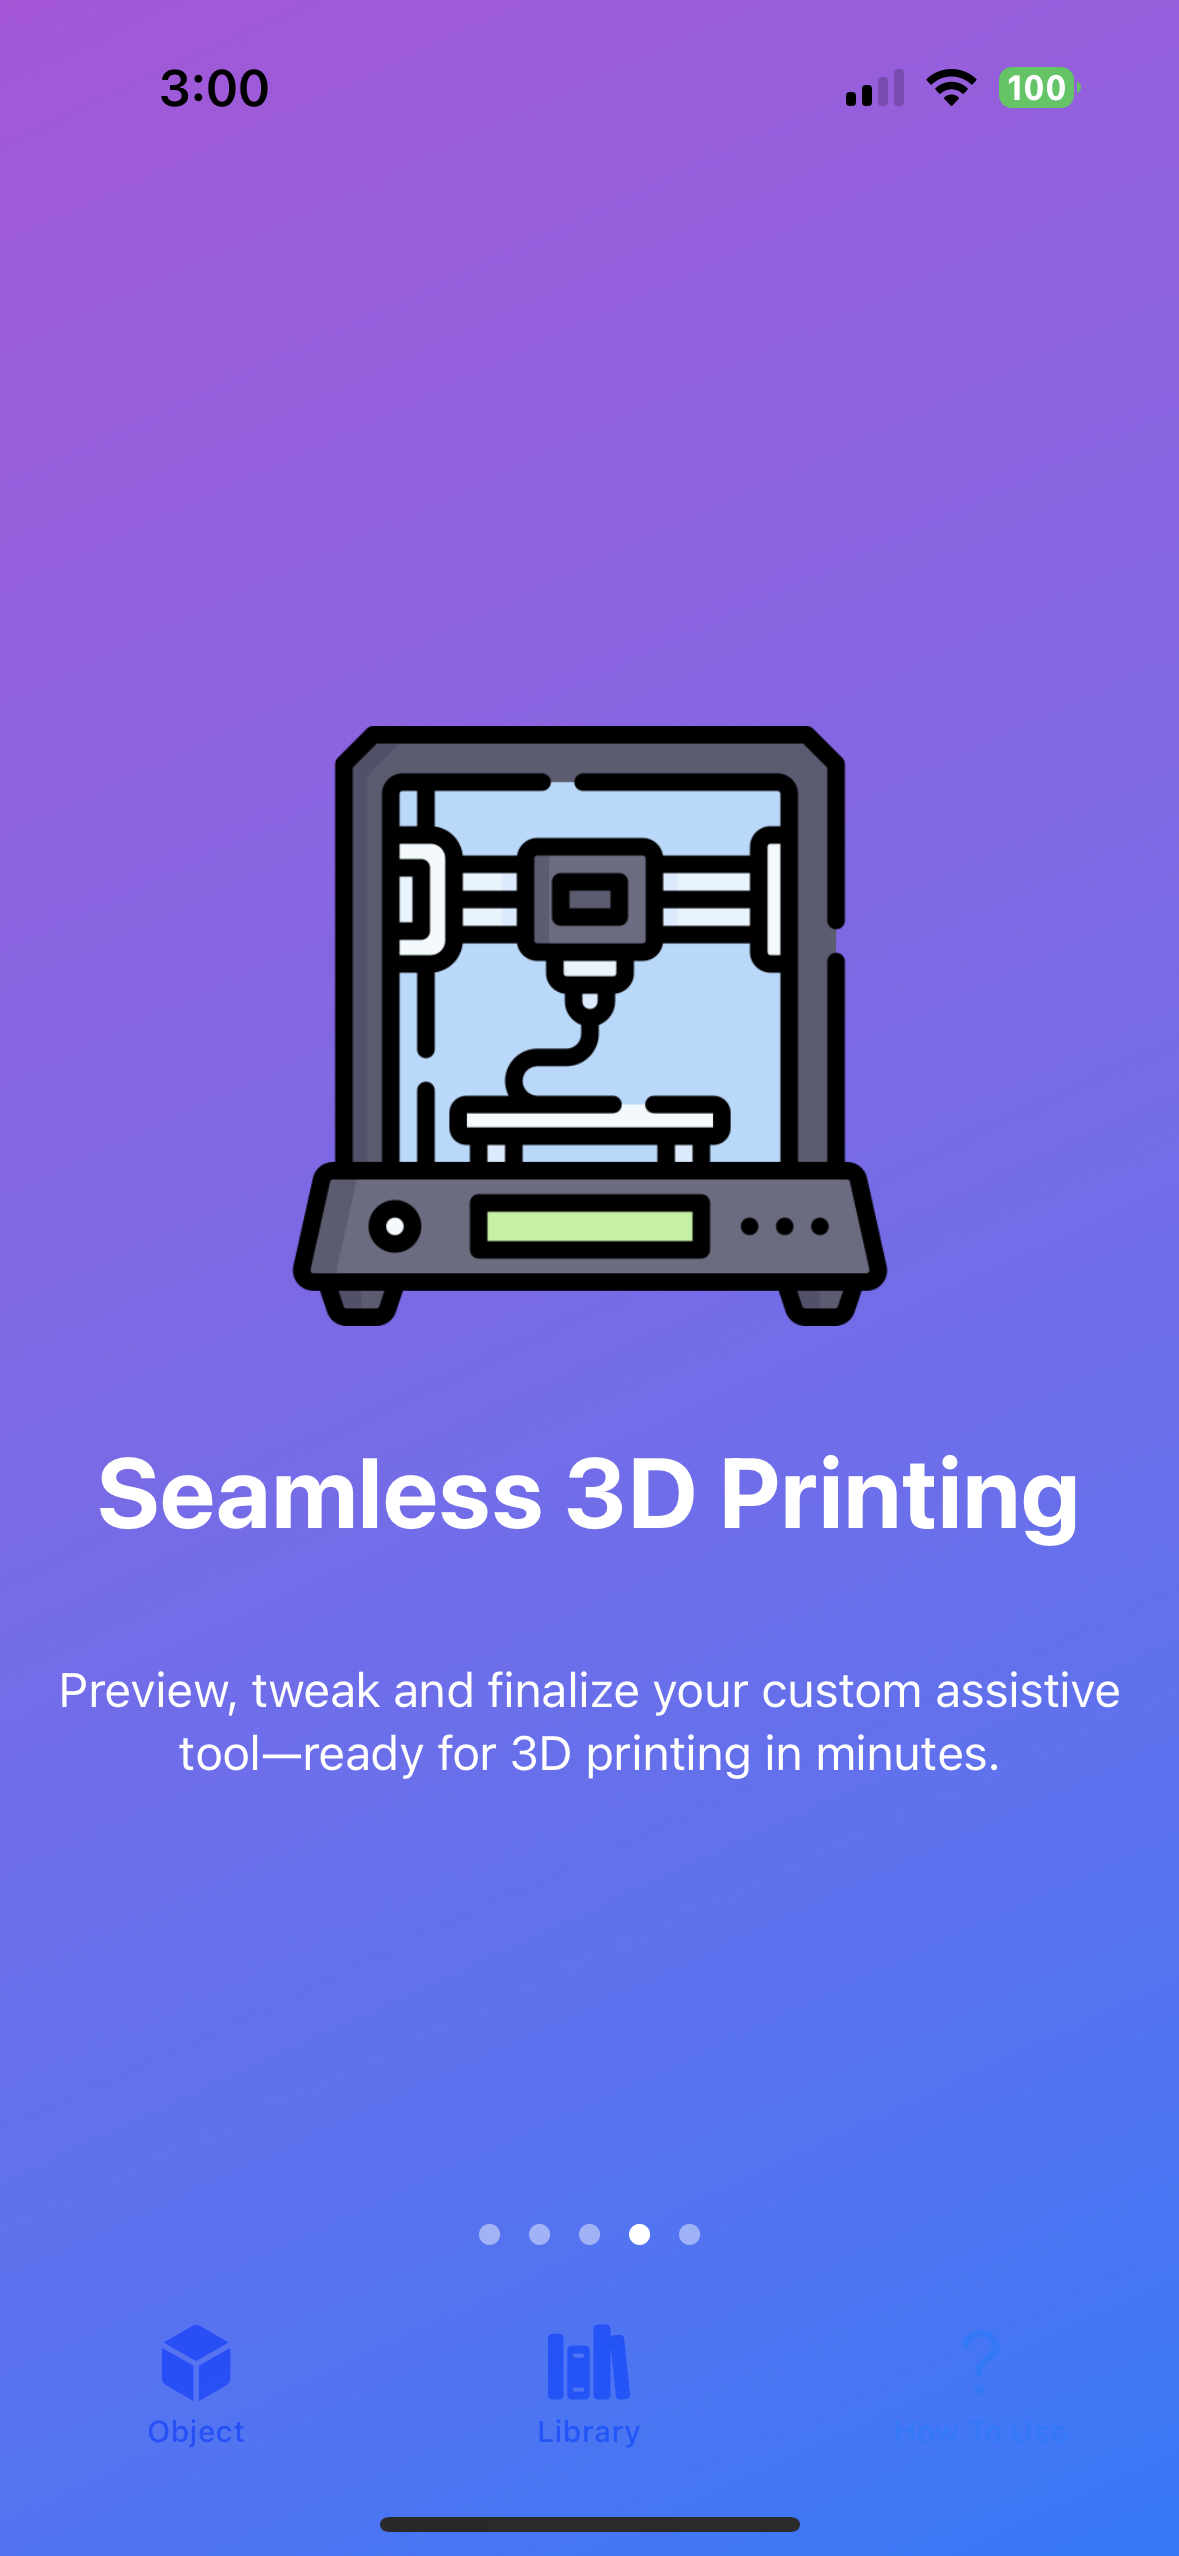 3:00
100
Seamless 3D Printing
Preview, tweak and finalize your custom assistive
tool—ready for 3D printing in minutes.
Object
Library
How To Use